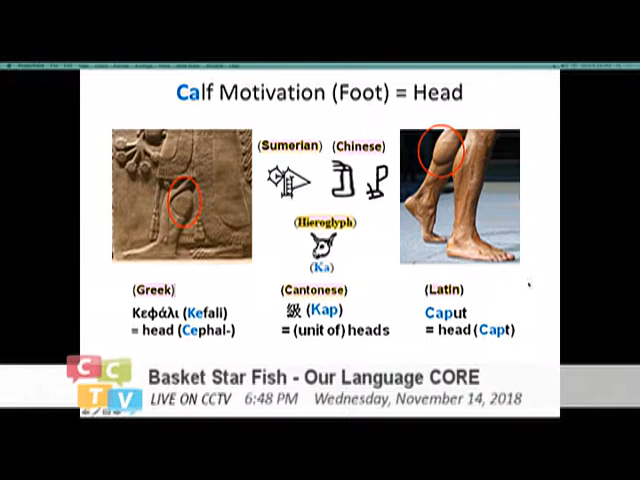 Calf Motivation (Foot) = Head
(Sumerian) (Chinese)
(Hieroglyph)
(Ka)
(Greek)
Κεφάλι (Kefali)
= head (Cephal-)
(Cantonese)
級 (Kap)
= (unit of) heads
(Latin)
Caput
= head (Capt)
CCTV
Basket Star Fish - Our Language CORE
LIVE ON CCTV 6:48 PM Wednesday, November 14, 2018